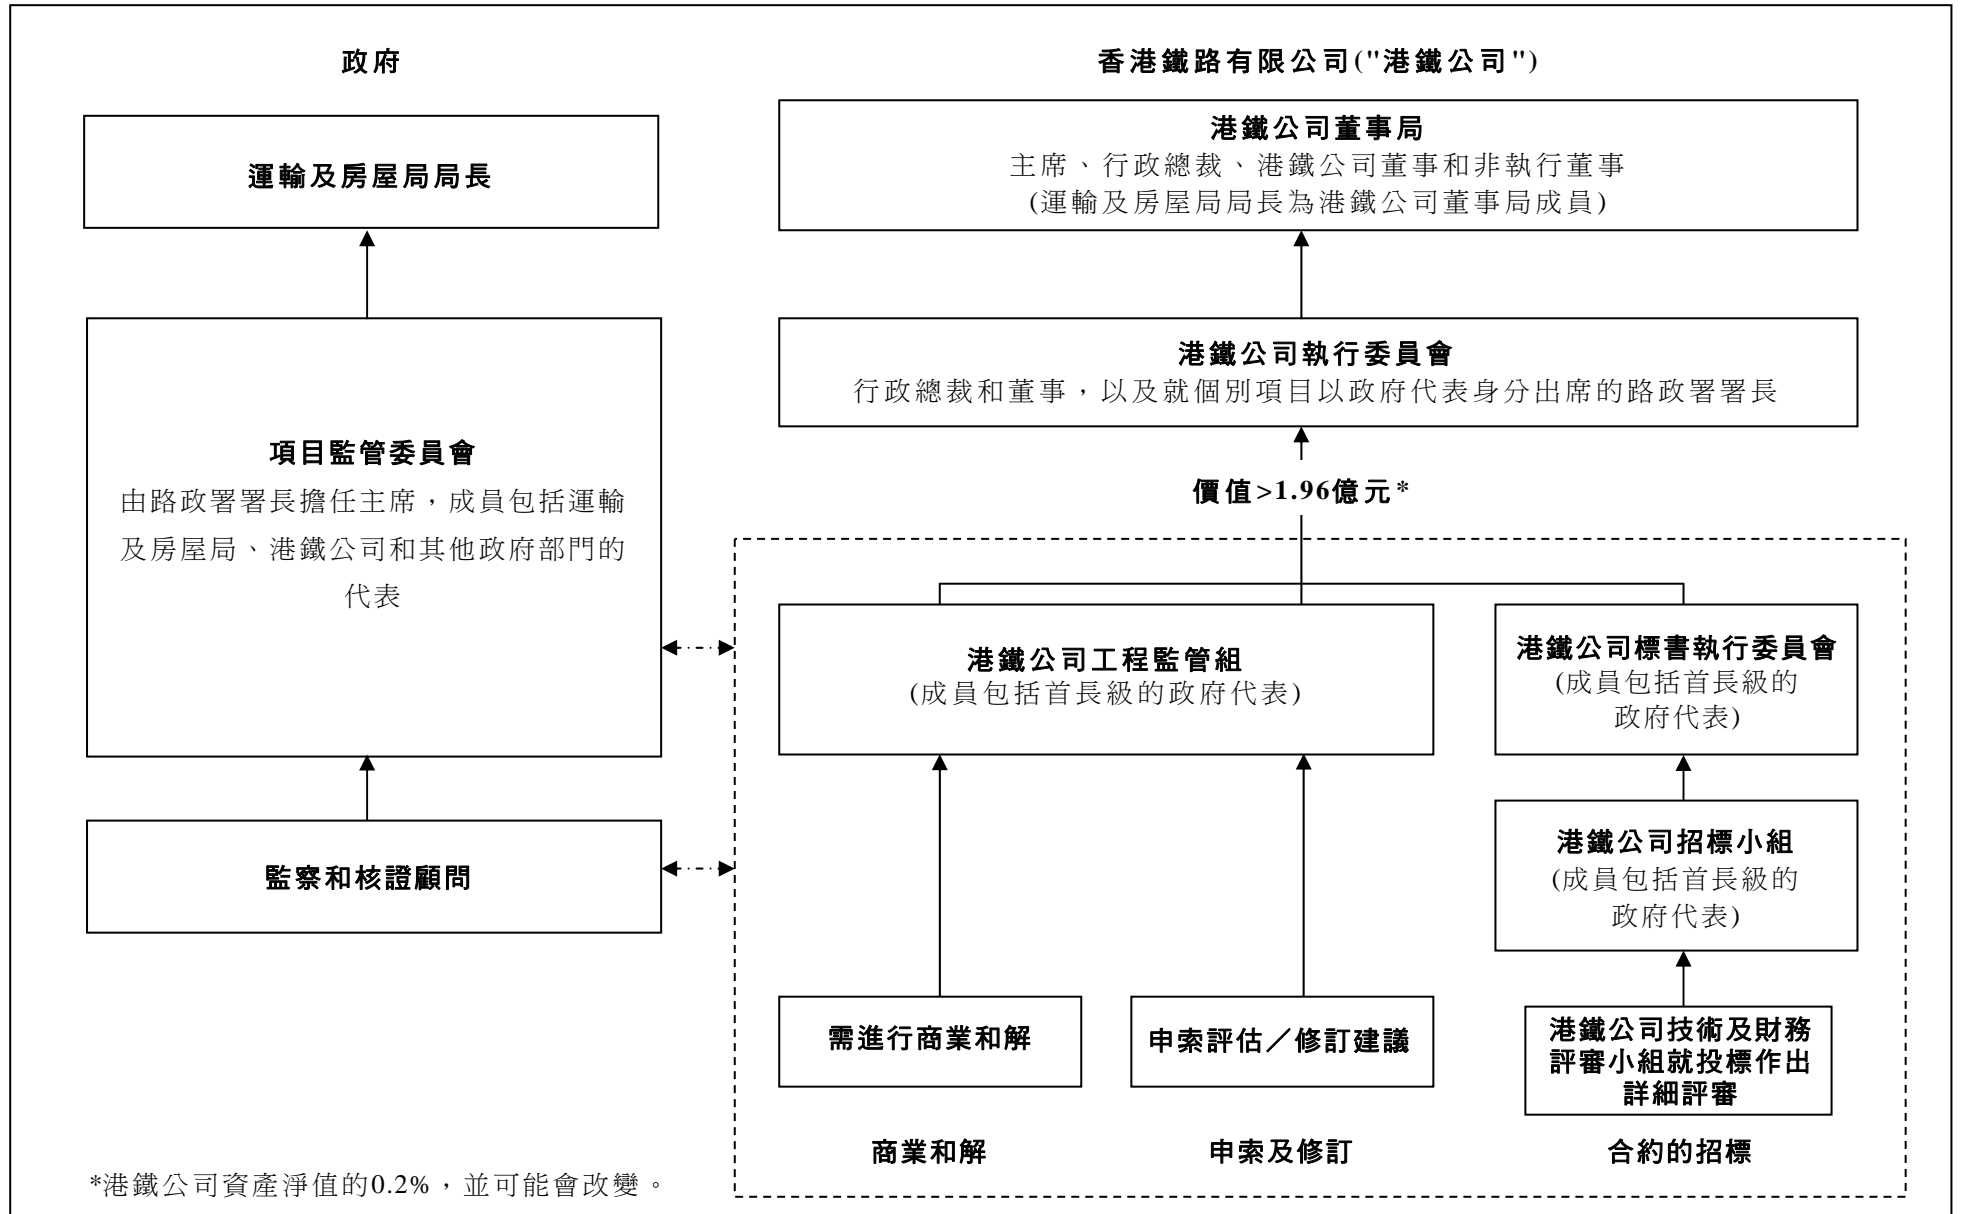 政府
運輸及房屋局局長
項目監管委員會
由路政署署長擔任主席，成員包括運輸
及房屋局、港鐵公司和其他政府部門的
代表
監察和核證顧問
香港鐵路有限公司("港鐵公司")
港鐵公司董事局
主席、行政總裁、港鐵公司董事和非執行董事
(運輸及房屋局局長為港鐵公司董事局成員)
港鐵公司執行委員會
行政總裁和董事，以及就個別項目以政府代表身分出席的路政署署長
價值>1.96億元*
港鐵公司工程監管組
(成員包括首長級的政府代表)
港鐵公司標書執行委員會
(成員包括首長級的
政府代表)
港鐵公司招標小組
(成員包括首長級的
政府代表)
需進行商業和解
申索評估／修訂建議
港鐵公司技術及財務
評審小組就投標作出
詳細評審
商業和解
申索及修訂
合約的招標
*港鐵公司資產淨值的0.2%，並可能會改變。